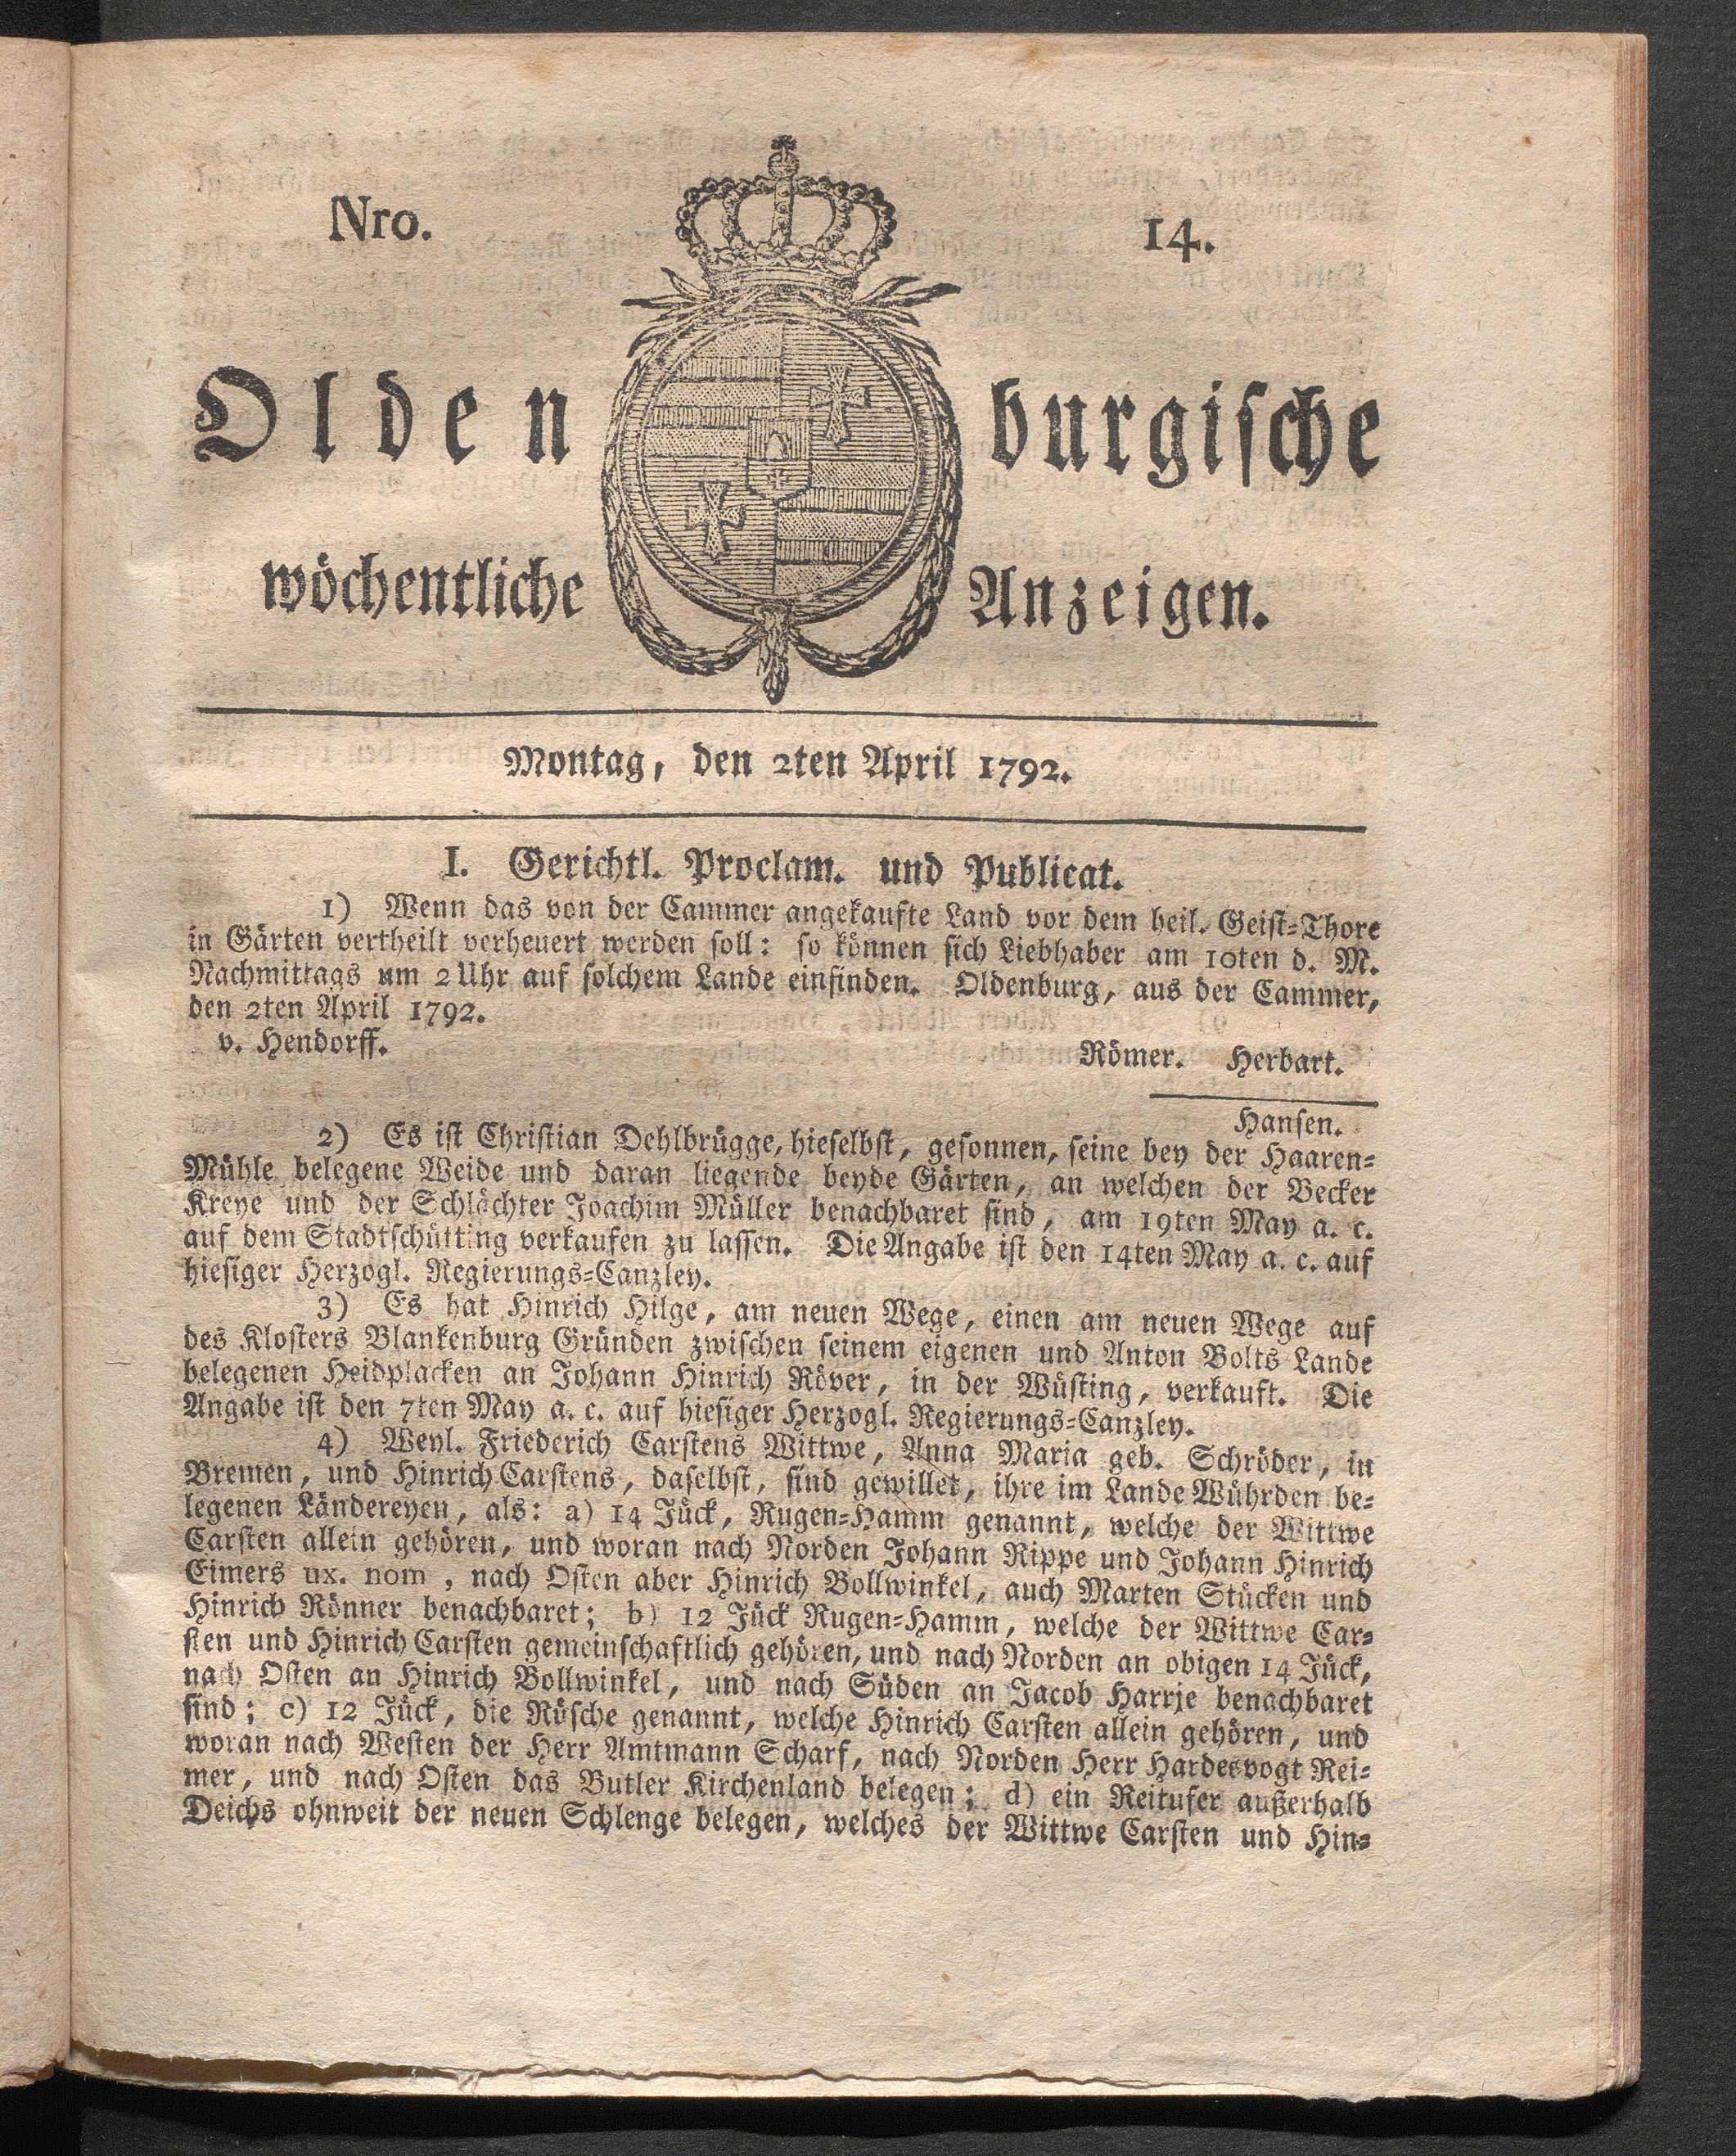 Nro. 14.
Oldenburgische
wöchentliche Anzeigen.
Montag, den 2ten April 1792.
I. Gerichtl. Proclam. und Publicat.
1) Wenn das von der Cammer angekaufte Land vor dem heil. Geist-Thore
in Gärten vertheilt verheuert werden soll: so können sich Liebhaber am 10ten d. M.
Nachmittags um 2 Uhr auf solchem Lande einfinden. Oldenburg, aus der Cammer,
den 2ten April 1792.
v. Hendorff. Römer. Herbart.
Hansen.
2) Es ist Christian Dehlbrügge, hieselbst, gesonnen, seine bey der Haaren-
Mühle belegene Weide und daran liegende beyde Gärten, an welchen der Becker
Kreye und der Schlächter Joachim Müller benachbaret sind, am 19ten May a. c.
auf dem Stadtschütting verkaufen zu lassen. Die Angabe ist den 14ten May a. c. auf
hiesiger Herzogl. Regierungs-Canzley.
3) Es hat Hinrich Hilge, am neuen Wege, einen am neuen Wege auf
des Klosters Blankenburg Gründen zwischen seinem eigenen und Anton Bolts Lande
belegenen Heidplacken an Johann Hinrich Röver, in der Wüsting, verkauft. Die
Angabe ist den 7ten May a. c. auf hiesiger Herzogl. Regierungs-Canzley.
4) Weyl. Friederich Carstens Wittwe, Anna Maria geb. Schröder, in
Bremen, und Hinrich Carstens, daselbst, sind gewillet, ihre im Lande Wührden be-
legenen Ländereyen, als: a) 14 Jück, Rugen-Hamm genannt, welche der Wittwe
Carsten allein gehören, und woran nach Norden Johann Rippe und Johann Hinrich
Eimers ux. nom , nach Osten aber Hinrich Bollwinkel, auch Marten Stücken und
Hinrich Rönner benachbaret; b) 12 Jück Rugen-Hamm, welche der Wittwe Car-
sten und Hinrich Carsten gemeinschaftlich gehören, und nach Norden an obigen 14 Jück,
nach Osten an Hinrich Bollwinkel, und nach Süden an Jacob Harrje benachbaret
sind; c) 12 Jück, die Rüsche genannt, welche Hinrich Carsten allein gehören, und
woran nach Westen der Herr Amtmann Scharf, nach Norden Herr Hardesvogt Rei-
mer, und nach Osten das Butler Kirchenland belegen; d) ein Reitufer außerhalb
Deichs ohnweit der neuen Schlenge belegen, welches der Wittwe Carsten und Hin-